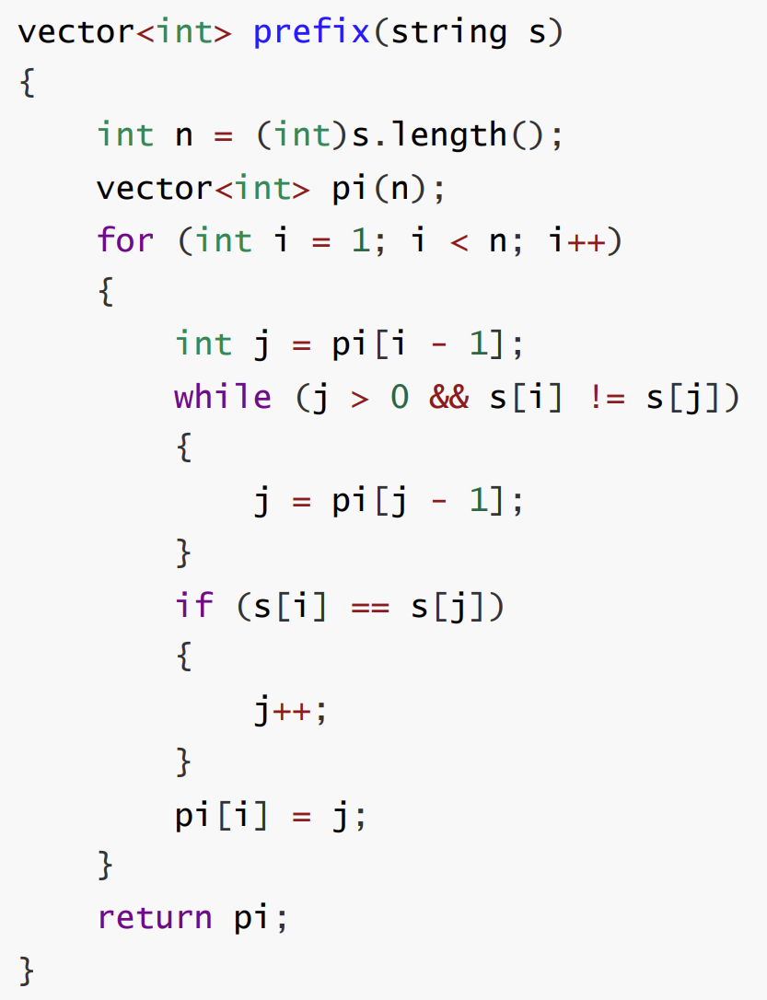 vector<int> prefix(string s)
{
    int n = (int)s.length();
    vector<int> pi(n);
    for (int i = 1; i < n; i++)
    {
        int j = pi[i - 1];
        while (j > 0 && s[i] != s[j])
        {
            j = pi[j - 1];
        }
        if (s[i] == s[j])
        {
            j++;
        }
        pi[i] = j;
    }
    return pi;
}